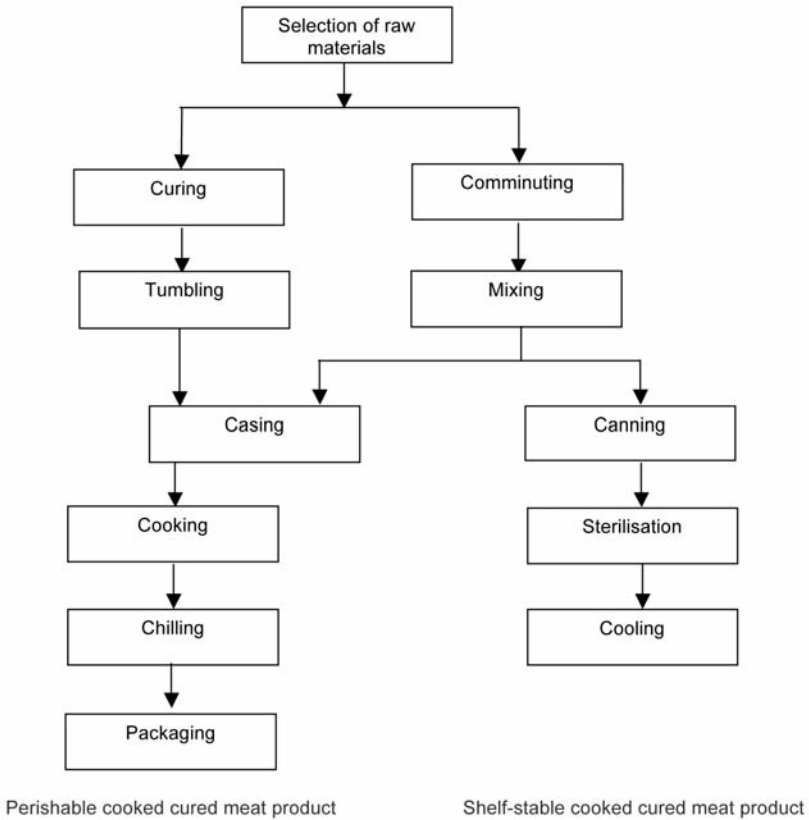 Selection of raw
materials
Curing
Comminuting
Tumbling
Mixing
Casing
Canning
Cooking
Sterilisation
Chilling
Cooling
Packaging
Perishable cooked cured meat product
Shelf-stable cooked cured meat product